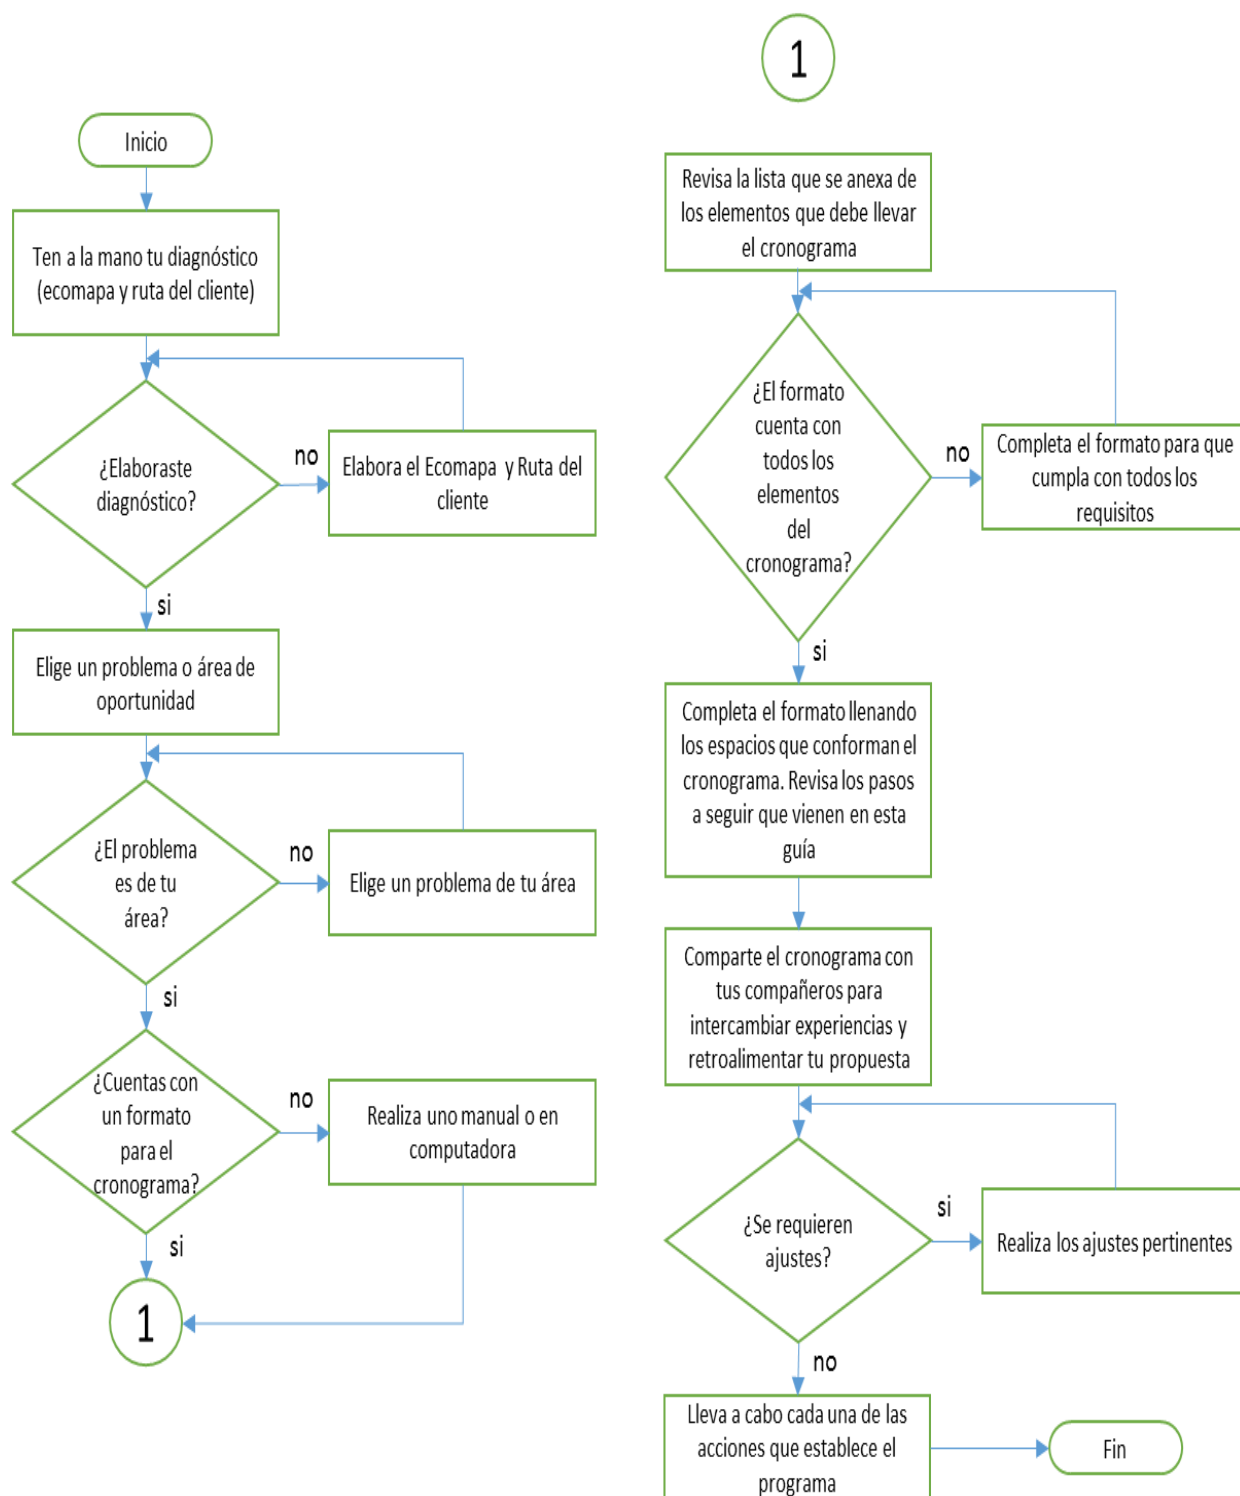 Inicio
Ten a la mano tu diagnóstico
(ecomapa y ruta del cliente)
¿Elaboraste
diagnóstico?
no
Elabora el Ecomapa y Ruta del
cliente
si
Elige un problema o área de
oportunidad
¿El problema
es de tu
área?
no
Elige un problema de tu área
si
¿Cuentas con
un formato
para el
cronograma?
no
Realiza uno manual o en
computadora
si
1
1
Revisa la lista que se anexa de
los elementos que debe llevar
el cronograma
¿El formato
cuenta con
todos los
elementos
del
cronograma?
no
Completa el formato para que
cumpla con todos los
requisitos
si
Completa el formato llenando
los espacios que conforman el
cronograma. Revisa los pasos
a seguir que vienen en esta
guía
Comparte el cronograma con
tus compañeros para
intercambiar experiencias y
retroalimentar tu propuesta
¿Se requieren
ajustes?
si
Realiza los ajustes pertinentes
no
Lleva a cabo cada una de las
acciones que establece el
programa
Fin